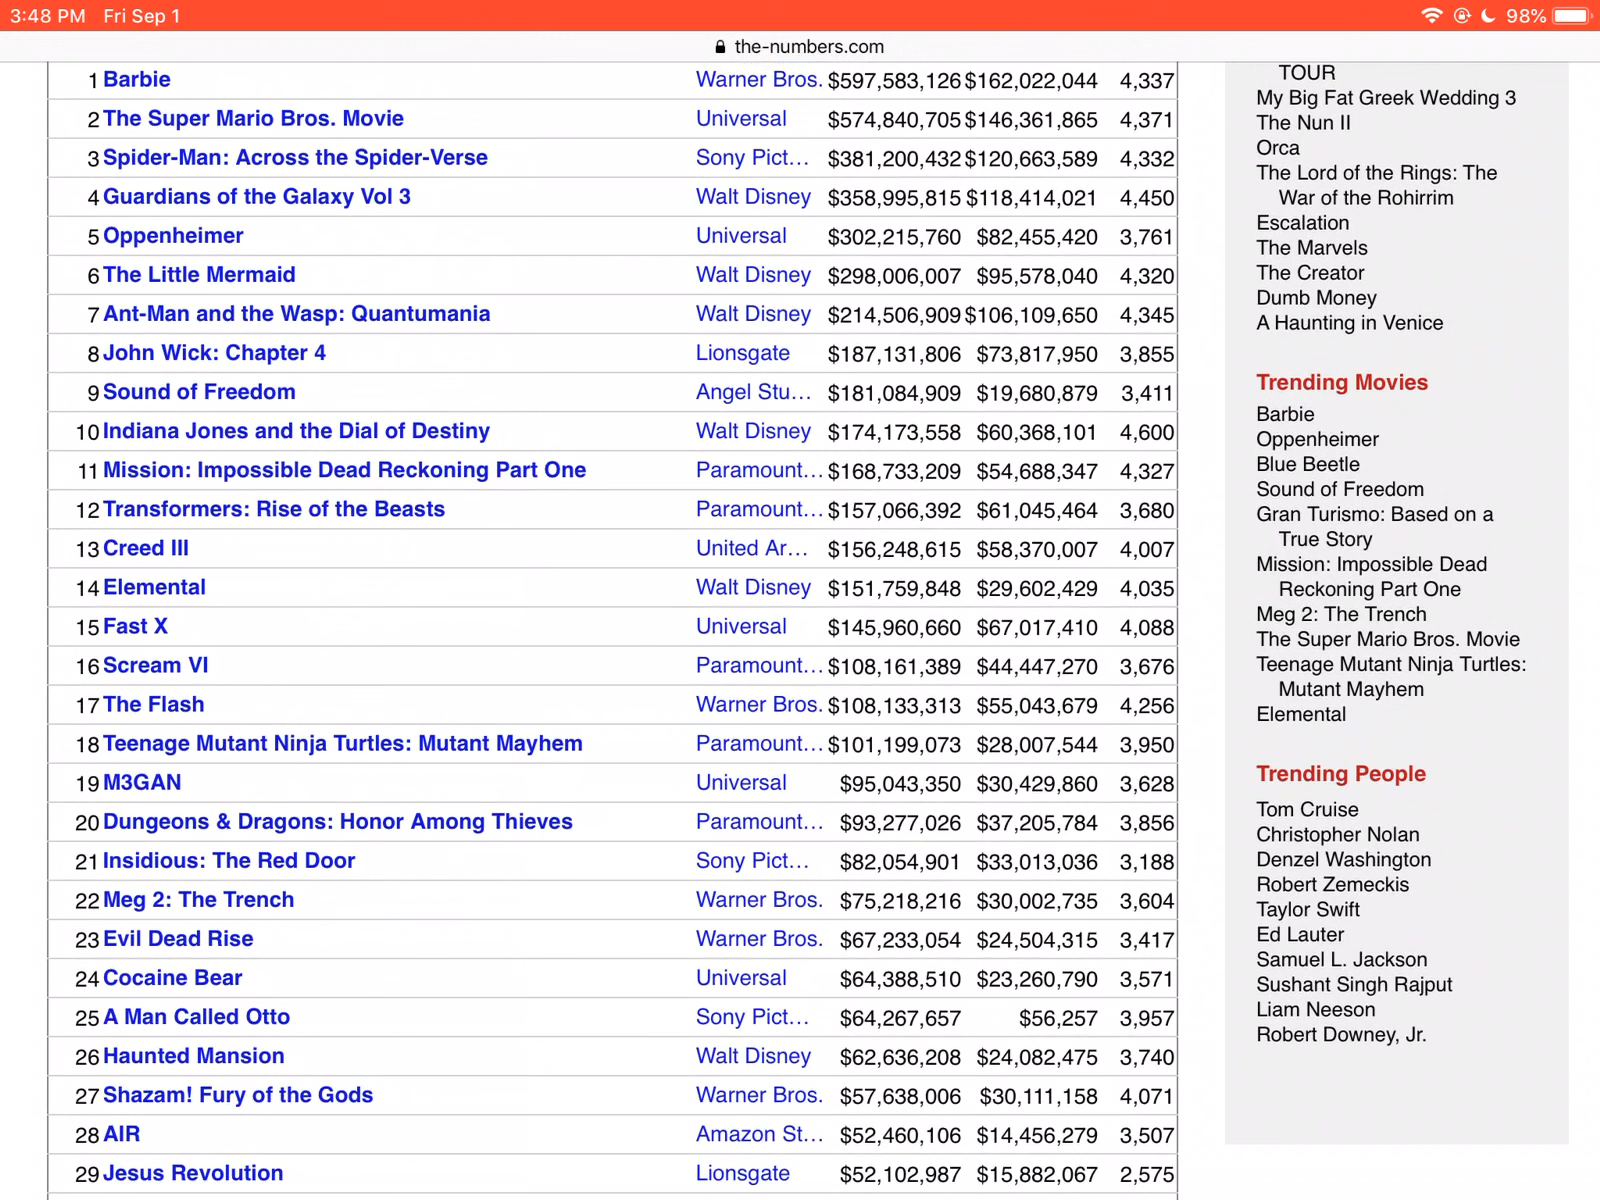 3:48 PM Fri Sep 1 98%
the-numbers.com
1 Barbie Warner Bros. $597,583,126 $162,022,044 4,337
2 The Super Mario Bros. Movie Universal $574,840,705 $146,361,865 4,371
3 Spider-Man: Across the Spider-Verse Sony Pict... $381,200,432 $120,663,589 4,332
4 Guardians of the Galaxy Vol 3 Walt Disney $358,995,815 $118,414,021 4,450
5 Oppenheimer Universal $302,215,760 $82,455,420 3,761
6 The Little Mermaid Walt Disney $298,006,007 $95,578,040 4,320
7 Ant-Man and the Wasp: Quantumania Walt Disney $214,506,909 $106,109,650 4,345
8 John Wick: Chapter 4 Lionsgate $187,131,806 $73,817,950 3,855
9 Sound of Freedom Angel Stu... $181,084,909 $19,680,879 3,411
10 Indiana Jones and the Dial of Destiny Walt Disney $174,173,558 $60,368,101 4,600
11 Mission: Impossible Dead Reckoning Part One Paramount... $168,733,209 $54,688,347 4,327
12 Transformers: Rise of the Beasts Paramount... $157,066,392 $61,045,464 3,680
13 Creed III United Ar... $156,248,615 $58,370,007 4,007
14 Elemental Walt Disney $151,759,848 $29,602,429 4,035
15 Fast X Universal $145,960,660 $67,017,410 4,088
16 Scream VI Paramount... $108,161,389 $44,447,270 3,676
17 The Flash Warner Bros. $108,133,313 $55,043,679 4,256
18 Teenage Mutant Ninja Turtles: Mutant Mayhem Paramount... $101,199,073 $28,007,544 3,950
19 M3GAN Universal $95,043,350 $30,429,860 3,628
20 Dungeons & Dragons: Honor Among Thieves Paramount... $93,277,026 $37,205,784 3,856
21 Insidious: The Red Door Sony Pict... $82,054,901 $33,013,036 3,188
22 Meg 2: The Trench Warner Bros. $75,218,216 $30,002,735 3,604
23 Evil Dead Rise Warner Bros. $67,233,054 $24,504,315 3,417
24 Cocaine Bear Universal $64,388,510 $23,260,790 3,571
25 A Man Called Otto Sony Pict... $64,267,657 $56,257 3,957
26 Haunted Mansion Walt Disney $62,636,208 $24,082,475 3,740
27 Shazam! Fury of the Gods Warner Bros. $57,638,006 $30,111,158 4,071
28 AIR Amazon St... $52,460,106 $14,456,279 3,507
29 Jesus Revolution Lionsgate $52,102,987 $15,882,067 2,575
TOUR
My Big Fat Greek Wedding 3
The Nun II
Orca
The Lord of the Rings: The
War of the Rohirrim
Escalation
The Marvels
The Creator
Dumb Money
A Haunting in Venice
Trending Movies
Barbie
Oppenheimer
Blue Beetle
Sound of Freedom
Gran Turismo: Based on a
True Story
Mission: Impossible Dead
Reckoning Part One
Meg 2: The Trench
The Super Mario Bros. Movie
Teenage Mutant Ninja Turtles:
Mutant Mayhem
Elemental
Trending People
Tom Cruise
Christopher Nolan
Denzel Washington
Robert Zemeckis
Taylor Swift
Ed Lauter
Samuel L. Jackson
Sushant Singh Rajput
Liam Neeson
Robert Downey, Jr.